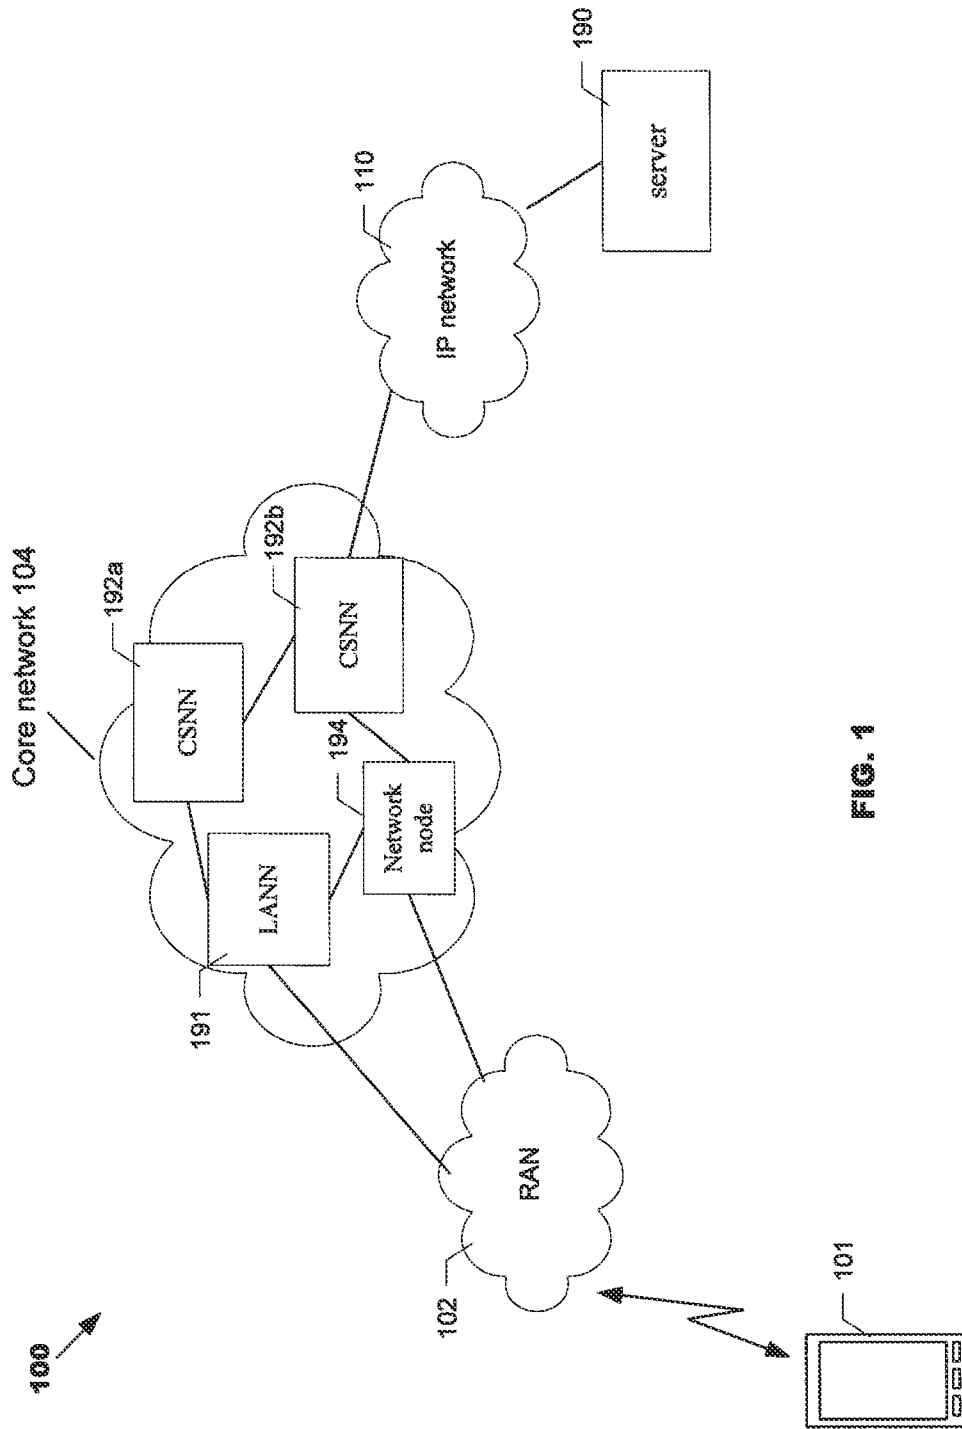 100
Core network 104
192a
CSNN
192b
CSNN
191
LANN
194
Network
node
110
IP network
190
server
102
RAN
101
FIG. 1